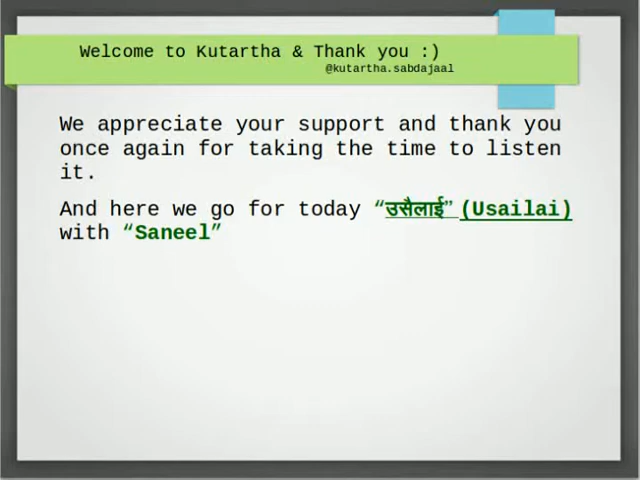 Welcome to Kutartha & Thank you :)
@kutartha.sabdajaal
We appreciate your support and thank you
once again for taking the time to listen
it.
And here we go for today “उसैलाई” (Usailai)
with “Saneel”